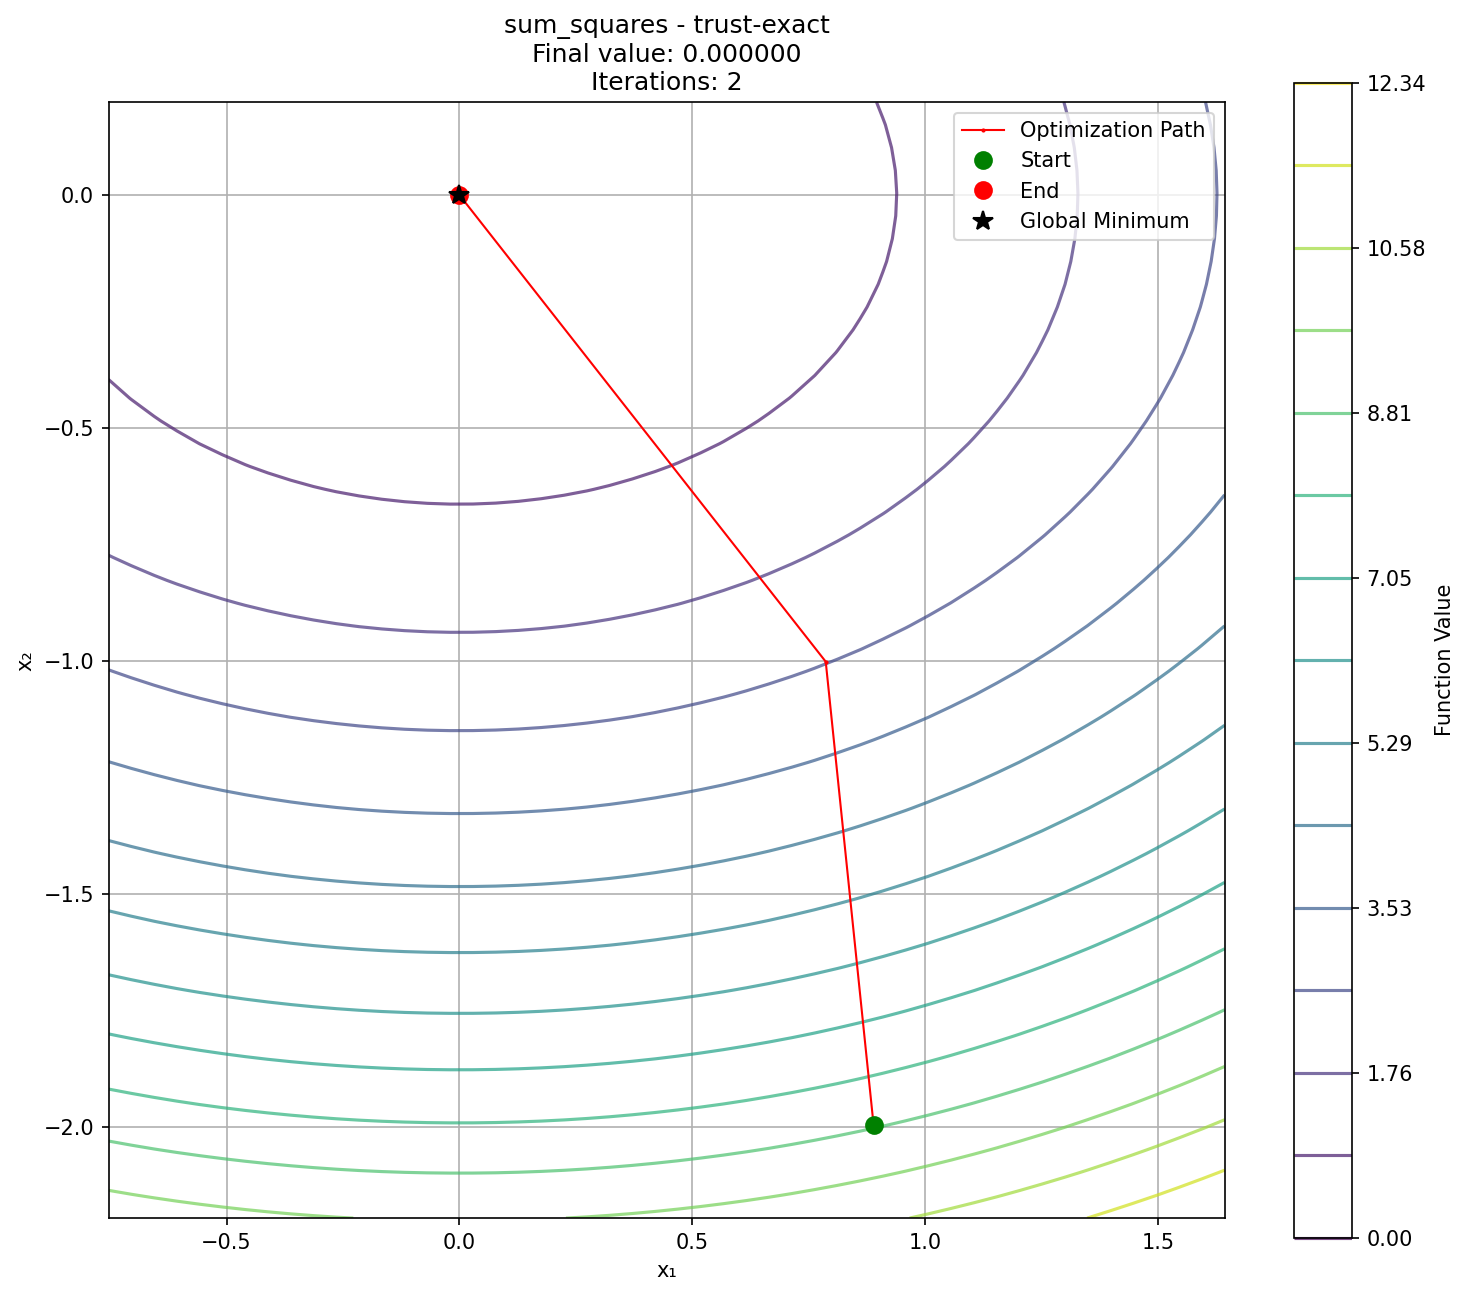 sum_squares - trust-exact
Final value: 0.000000
Iterations: 2
Optimization Path
Start
End
Global Minimum
0.0
−0.5
−1.0
−1.5
−2.0
x₂
−0.5
0.0
0.5
1.0
1.5
x₁
12.34
10.58
8.81
7.05
5.29
3.53
1.76
0.00
Function Value